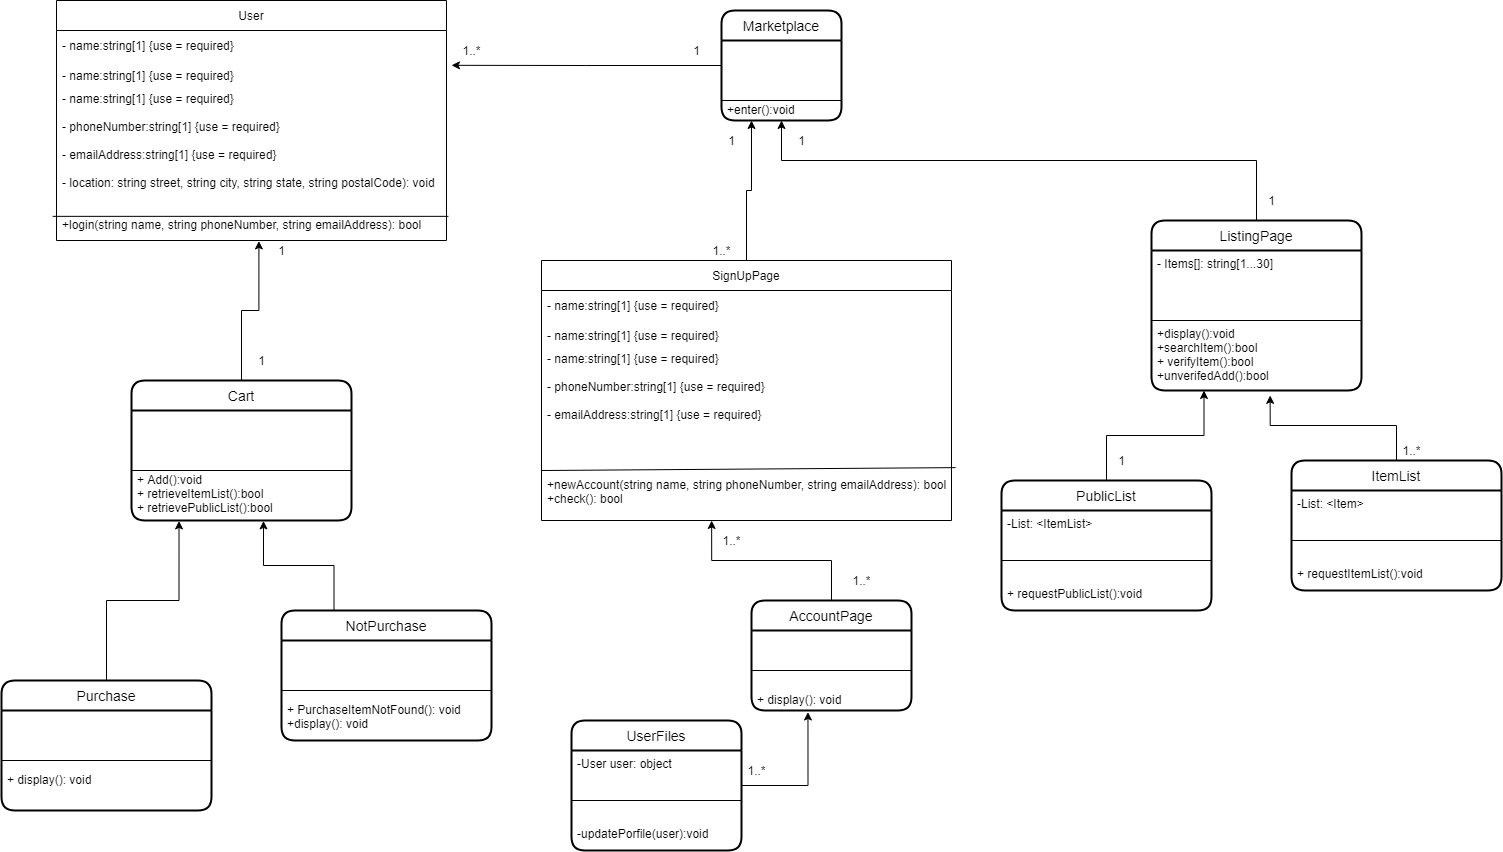 User
- name:string[1] {use = required}
- name:string[1] {use = required}
- name:string[1] {use = required}
- phoneNumber:string[1] {use = required}
- emailAddress:string[1] {use = required}
- location: string street, string city, string state, string postalCode): void
+login(string name, string phoneNumber, string emailAddress): bool
1..*
1
Marketplace
+enter():void
1
1
1
1
1..*
1
Cart
+ Add():void
+ retrieveItemList():bool
+ retrievePublicList():bool
SignUpPage
- name:string[1] {use = required}
- name:string[1] {use = required}
- name:string[1] {use = required}
- phoneNumber:string[1] {use = required}
- emailAddress:string[1] {use = required}
+newAccount(string name, string phoneNumber, string emailAddress): bool
+check(): bool
ListingPage
- Items[]: string[1...30]
+display():void
+searchItem():bool
+ verifyItem():bool
+unverifedAdd():bool
1
1..*
PublicList
-List: <ItemList>
+ requestPublicList():void
ItemList
-List: <Item>
+ requestItemList():void
1..*
1..*
NotPurchase
+ PurchaseItemNotFound(): void
+display(): void
AccountPage
+ display(): void
Purchase
+ display(): void
UserFiles
-User user: object
-updatePorfile(user):void
1..*